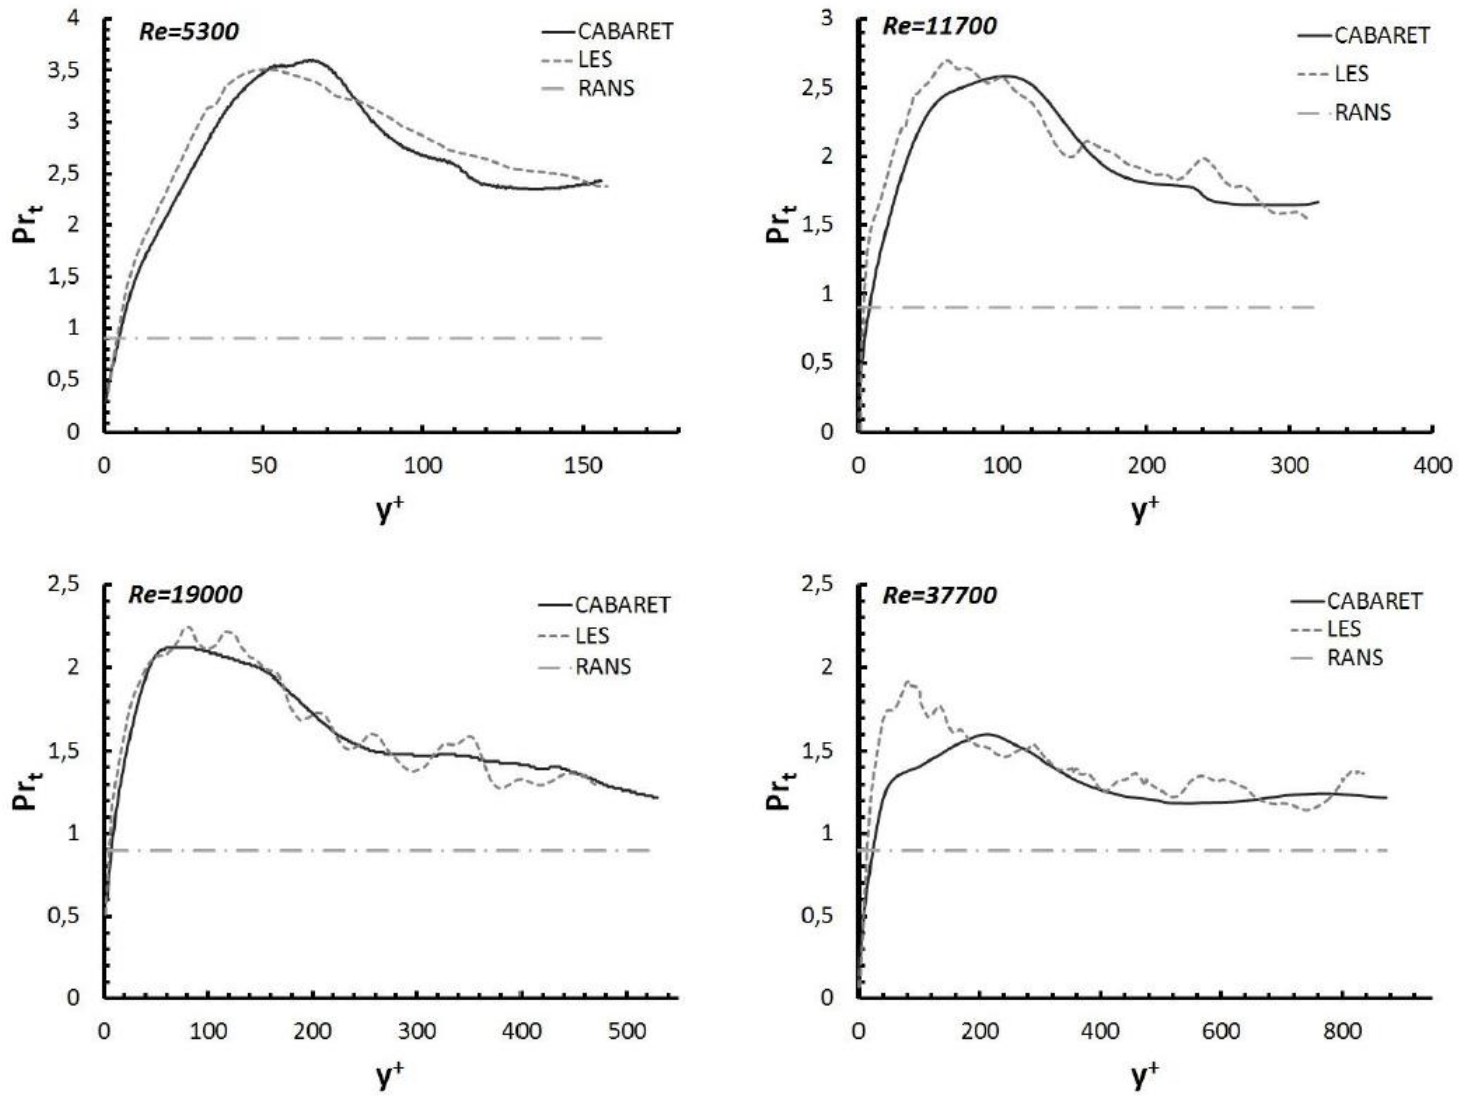 Re=5300
CABARET
LES
RANS
4
3,5
3
2,5
2
1,5
1
0,5
0
Pr_t
0 50 100 150
y^+
Re=11700
CABARET
LES
RANS
3
2,5
2
1,5
1
0,5
0
Pr_t
0 100 200 300 400
y^+
Re=19000
CABARET
LES
RANS
2,5
2
1,5
1
0,5
0
Pr_t
0 100 200 300 400 500
y^+
Re=37700
CABARET
LES
RANS
2,5
2
1,5
1
0,5
0
Pr_t
0 200 400 600 800
y^+